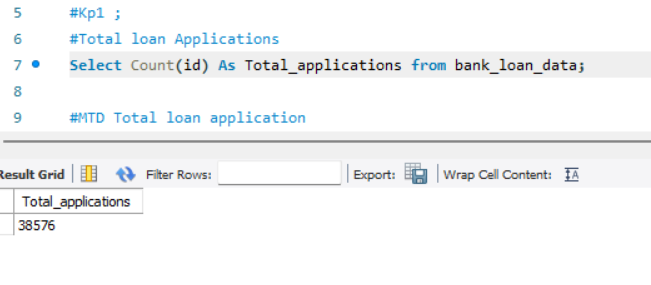 5 #Kp1 ;
6 #Total loan Applications
7 Select Count(id) As Total_applications from bank_loan_data;
8
9 #MTD Total loan application
Result Grid Filter Rows: Export: Wrap Cell Content: IA
Total_applications
38576